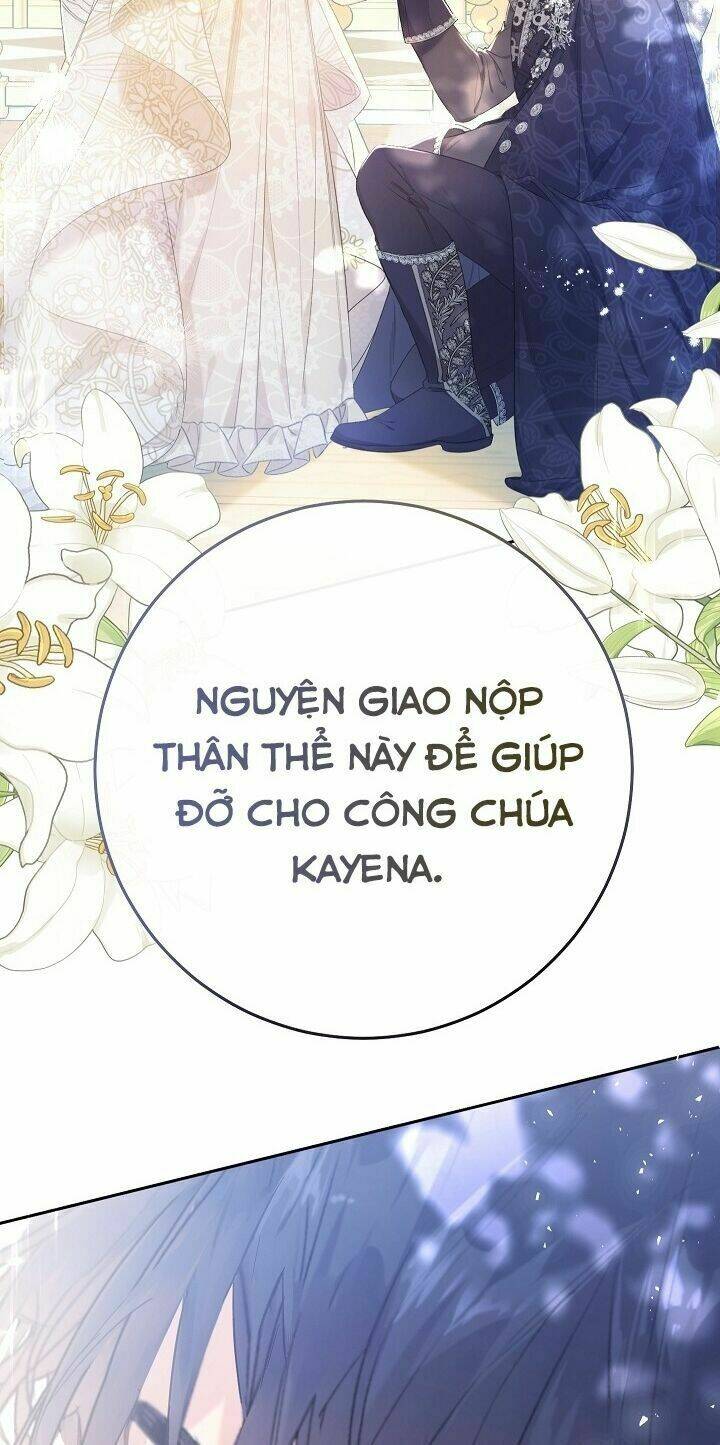 NGUYỆN GIAO NỘP
THÂN THỂ NÀY ĐỂ GIÚP
ĐỠ CHO CÔNG CHÚA
KAYENA.